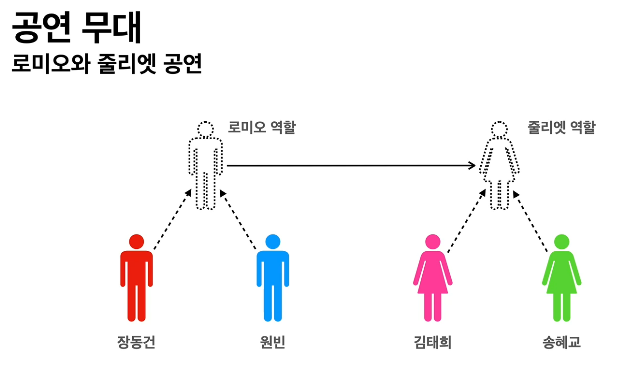 공연 무대
로미오와 줄리엣 공연
로미오 역할
줄리엣 역할
장동건
원빈
김태희
송혜교